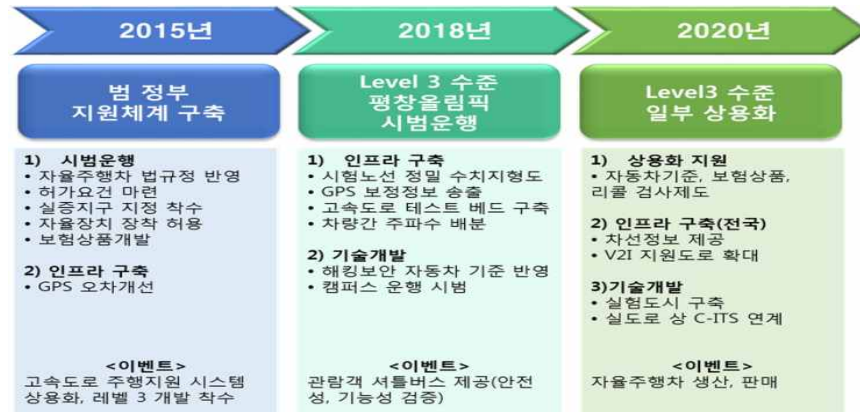 2015년
2018년
2020년
범 정부
지원체계 구축
Level 3 수준
평창올림픽
시범운행
Level3 수준
일부 상용화
1) 시범운행
• 자율주행차 법규정 반영
• 허가요건 마련
• 실증지구 지정 착수
• 자율장치 장착 허용
• 보험상품개발
2) 인프라 구축
• GPS 오차개선
<이벤트>
고속도로 주행지원 시스템
상용화, 레벨 3 개발 착수
1) 인프라 구축
• 시험노선 정밀 수치지형도
• GPS 보정정보 송출
• 고속도로 테스트 베드 구축
• 차량간 주파수 배분
2) 기술개발
• 해킹보안 자동차 기준 반영
• 캠퍼스 운행 시범
<이벤트>
관람객 셔틀버스 제공(안전
성, 기능성 검증)
1) 상용화 지원
• 자동차기준, 보험상품,
리콜 검사제도
2) 인프라 구축(전국)
• 차선정보 제공
• V2I 지원도로 확대
3)기술개발
• 실험도시 구축
• 실도로 상 C-ITS 연계
<이벤트>
자율주행차 생산, 판매